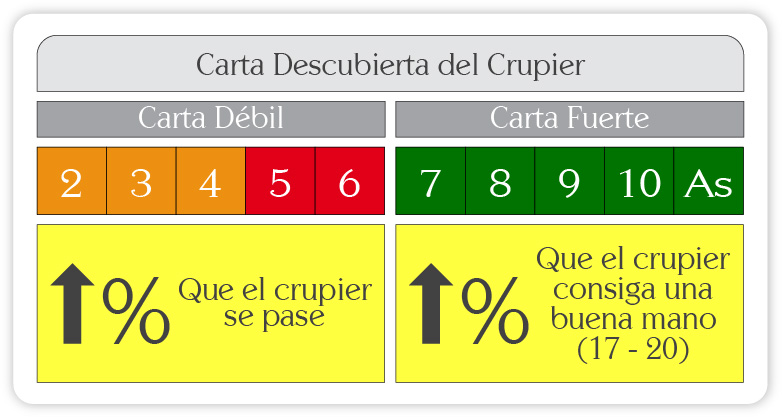 Carta Descubierta del Crupier
Carta Débil
Carta Fuerte
2 3 4 5 6
7 8 9 10 As
% Que el crupier
se pase
% Que el crupier
consiga una
buena mano
(17 - 20)